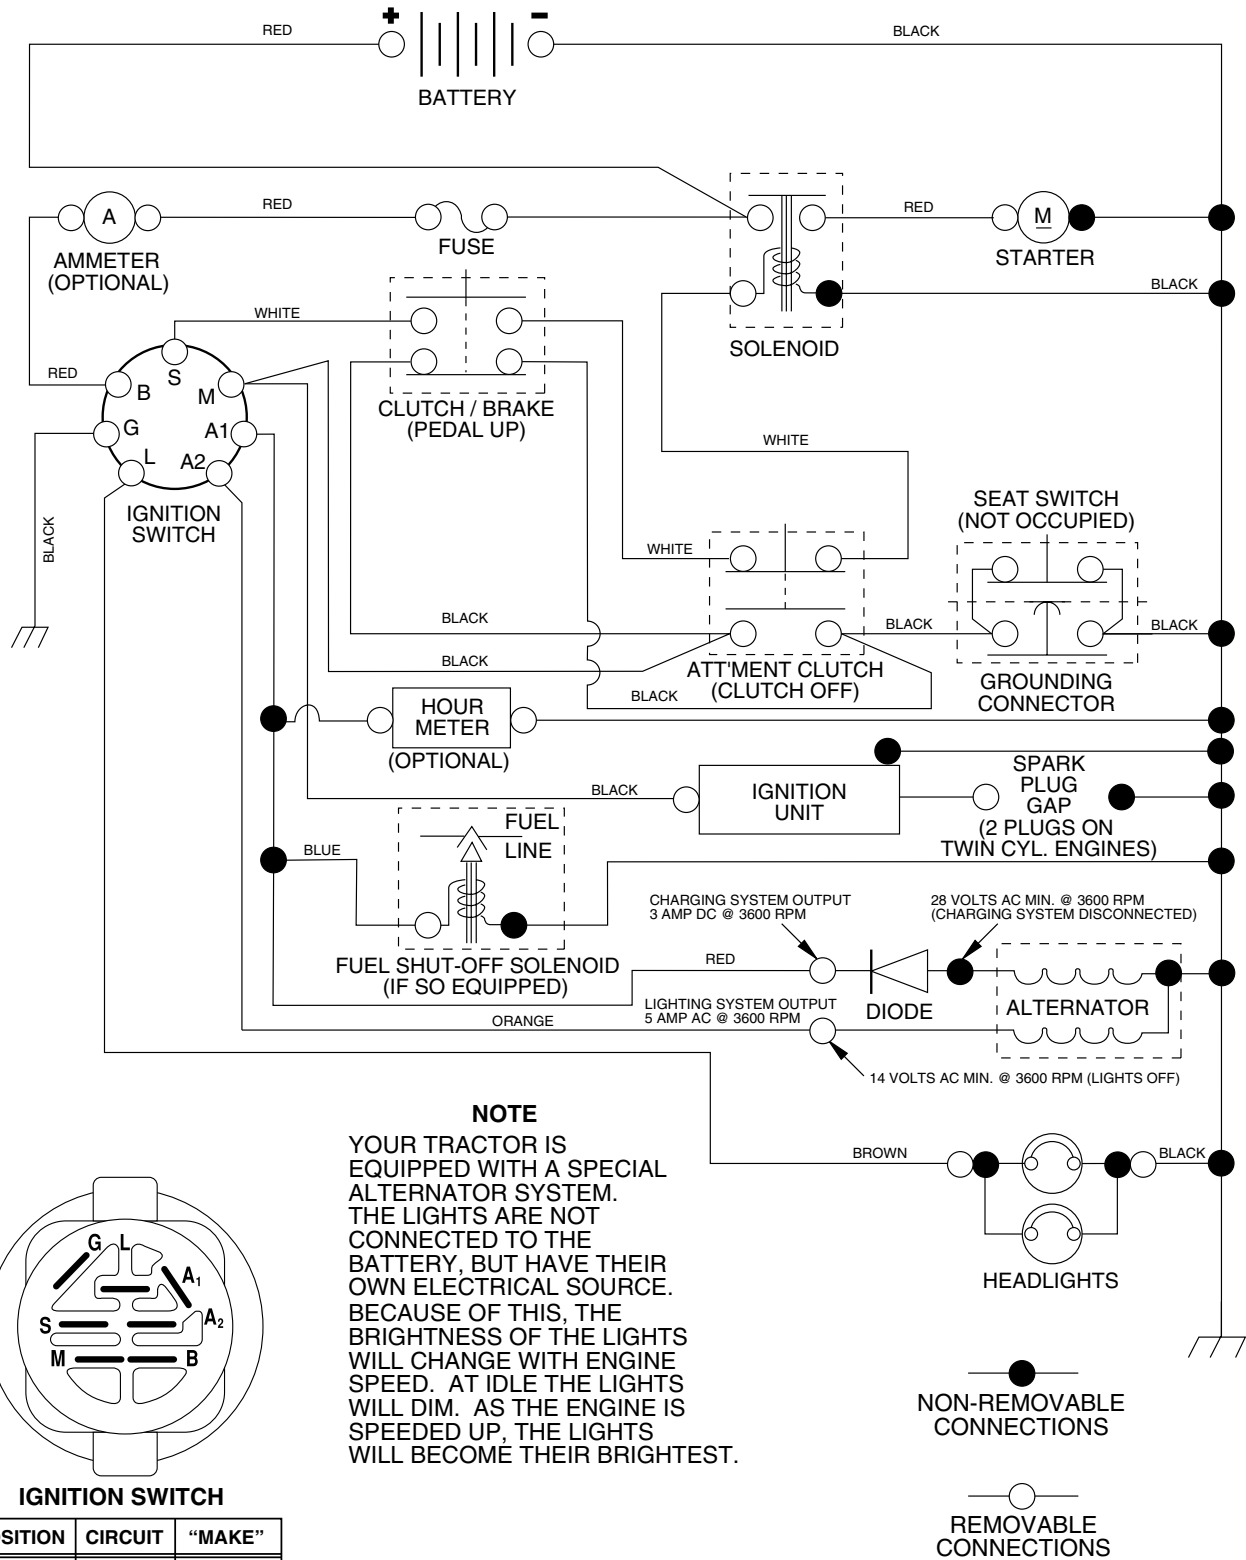 + −
RED
BLACK
BATTERY
RED
RED
A
M
AMMETER
(OPTIONAL)
FUSE
STARTER
BLACK
WHITE
SOLENOID
RED
S
B
M
CLUTCH / BRAKE
(PEDAL UP)
G
A1
L
A2
WHITE
IGNITION
SWITCH
BLACK
SEAT SWITCH
(NOT OCCUPIED)
WHITE
BLACK
BLACK
BLACK
BLACK
ATT'MENT CLUTCH
(CLUTCH OFF)
GROUNDING
CONNECTOR
BLACK
HOUR
METER
(OPTIONAL)
BLACK
IGNITION
UNIT
SPARK
PLUG
GAP
(2 PLUGS ON
TWIN CYL. ENGINES)
FUEL
LINE
BLUE
CHARGING SYSTEM OUTPUT
3 AMP DC @ 3600 RPM
28 VOLTS AC MIN. @ 3600 RPM
(CHARGING SYSTEM DISCONNECTED)
FUEL SHUT-OFF SOLENOID
(IF SO EQUIPPED)
RED
DIODE
ALTERNATOR
LIGHTING SYSTEM OUTPUT
5 AMP AC @ 3600 RPM
ORANGE
14 VOLTS AC MIN. @ 3600 RPM (LIGHTS OFF)
NOTE
YOUR TRACTOR IS
EQUIPPED WITH A SPECIAL
ALTERNATOR SYSTEM.
THE LIGHTS ARE NOT
CONNECTED TO THE
BATTERY, BUT HAVE THEIR
OWN ELECTRICAL SOURCE.
BECAUSE OF THIS, THE
BRIGHTNESS OF THE LIGHTS
WILL CHANGE WITH ENGINE
SPEED. AT IDLE THE LIGHTS
WILL DIM. AS THE ENGINE IS
SPEEDED UP, THE LIGHTS
WILL BECOME THEIR BRIGHTEST.
BROWN
BLACK
HEADLIGHTS
G L
A1
A2
S
M
B
IGNITION SWITCH
NON-REMOVABLE
CONNECTIONS
REMOVABLE
CONNECTIONS
SITION CIRCUIT “MAKE”